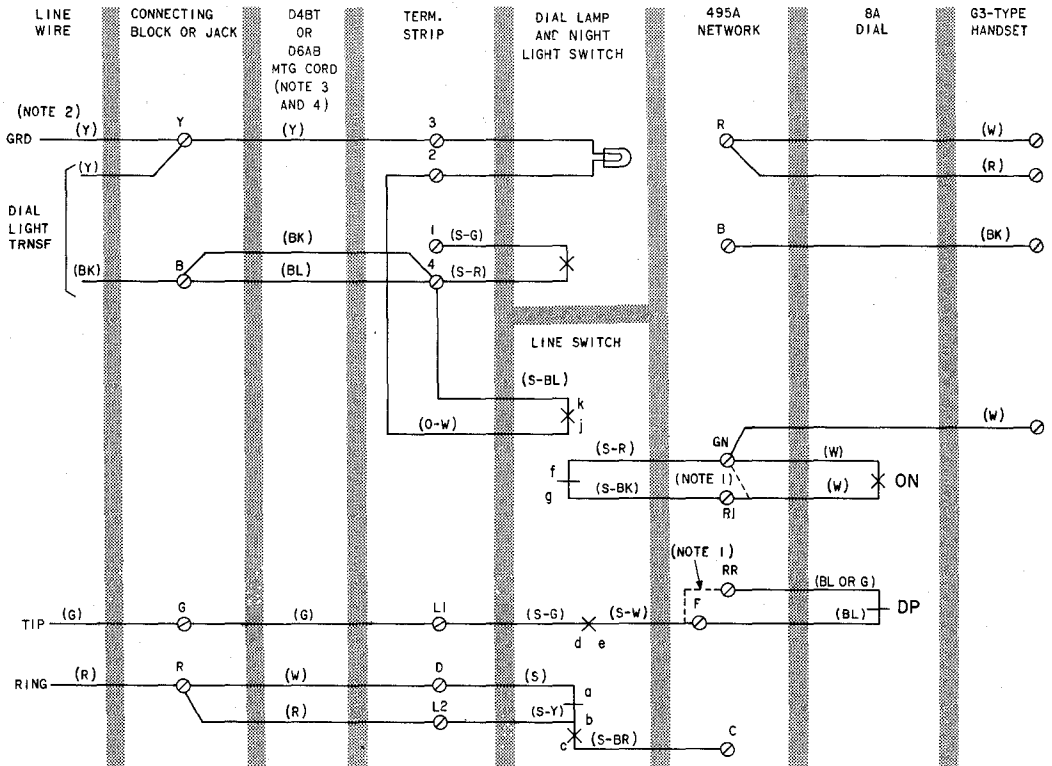 LINE
WIRE
CONNECTING
BLOCK OR JACK
D4BT
OR
D6AB
MTG CORD
(NOTE 3
AND 4)
TERM.
STRIP
DIAL LAMP
AND NIGHT
LIGHT SWITCH
495A
NETWORK
8A
DIAL
G3-TYPE
HANDSET
(NOTE 2)
GRD (Y) Y (Y) 3 R (W)
(Y) 2 (R)
DIAL
LIGHT
TRNSF
1 (S-G) B (BK)
(BK)
(BK) B (BL) 4 (S-R)
LINE SWITCH
(S-BL)
k
j
(O-W)
(W)
GN
(S-R) (W)
f
g
(S-BK) (NOTE 1) (W) ON
R1
(NOTE 1)
RR (BL OR G)
F (BL) DP
TIP (G) G (G) L1 (S-G) (S-W)
d e
RING (R) R (W) D (S)
a
(R) L2 (S-Y) b
c (S-BR) C